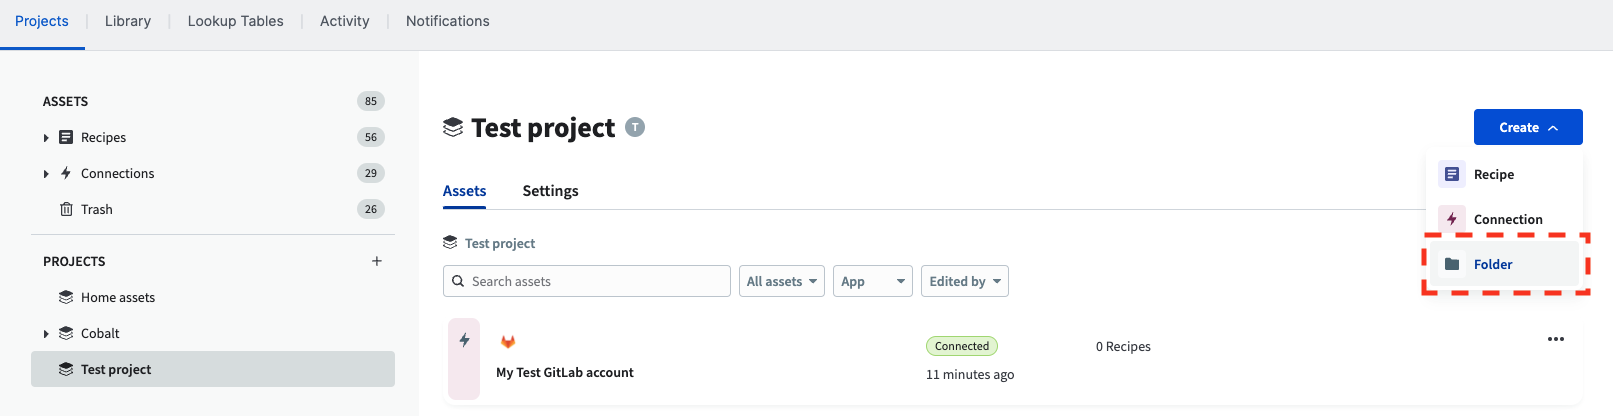 Projects Library Lookup Tables Activity Notifications
ASSETS 85
Recipes 56
Connections 29
Trash 26
PROJECTS +
Home assets
Cobalt
Test project
Test project T
Create
Recipe
Connection
Folder
Assets Settings
Test project
Search assets All assets App Edited by
Connected 0 Recipes
My Test GitLab account 11 minutes ago